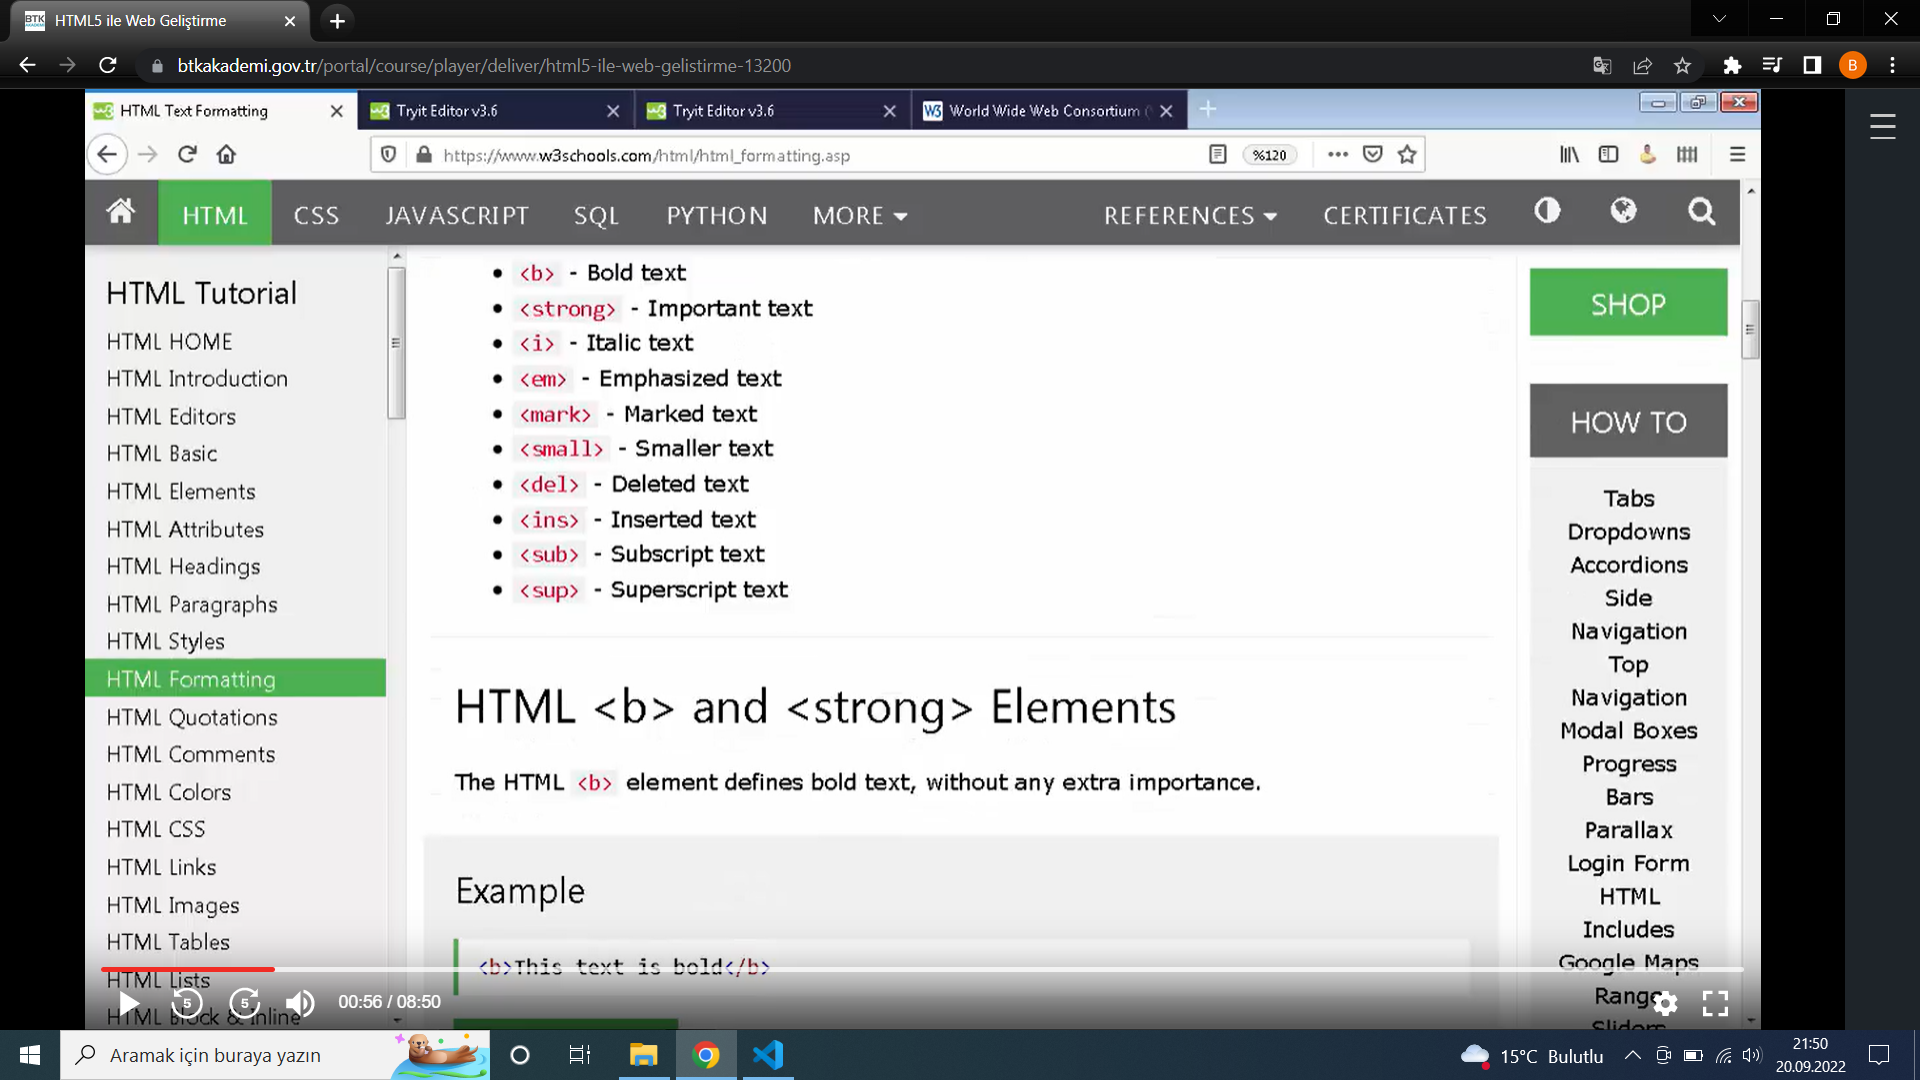 HTML5 ile Web Geliştirme
btkakademi.gov.tr/portal/course/player/deliver/html5-ile-web-gelistirme-13200
B
HTML Text Formatting
Tryit Editor v3.6
Tryit Editor v3.6
World Wide Web Consortium (
https://www.w3schools.com/html/html_formatting.asp
%120
HTML
CSS
JAVASCRIPT
SQL
PYTHON
MORE
REFERENCES
CERTIFICATES
HTML Tutorial
HTML HOME
HTML Introduction
HTML Editors
HTML Basic
HTML Elements
HTML Attributes
HTML Headings
HTML Paragraphs
HTML Styles
HTML Formatting
HTML Quotations
HTML Comments
HTML Colors
HTML CSS
HTML Links
HTML Images
HTML Tables
HTML Lists
HTML Block & Inline
<b> - Bold text
<strong> - Important text
<i> - Italic text
<em> - Emphasized text
<mark> - Marked text
<small> - Smaller text
<del> - Deleted text
<ins> - Inserted text
<sub> - Subscript text
<sup> - Superscript text
HTML <b> and <strong> Elements
The HTML <b> element defines bold text, without any extra importance.
Example
<b>This text is bold</b>
SHOP
HOW TO
Tabs
Dropdowns
Accordions
Side
Navigation
Top
Navigation
Modal Boxes
Progress
Bars
Parallax
Login Form
HTML
Includes
Google Maps
Range
Sliders
5
5
00:56 / 08:50
Aramak için buraya yazın
15°C Bulutlu
21:50
20.09.2022